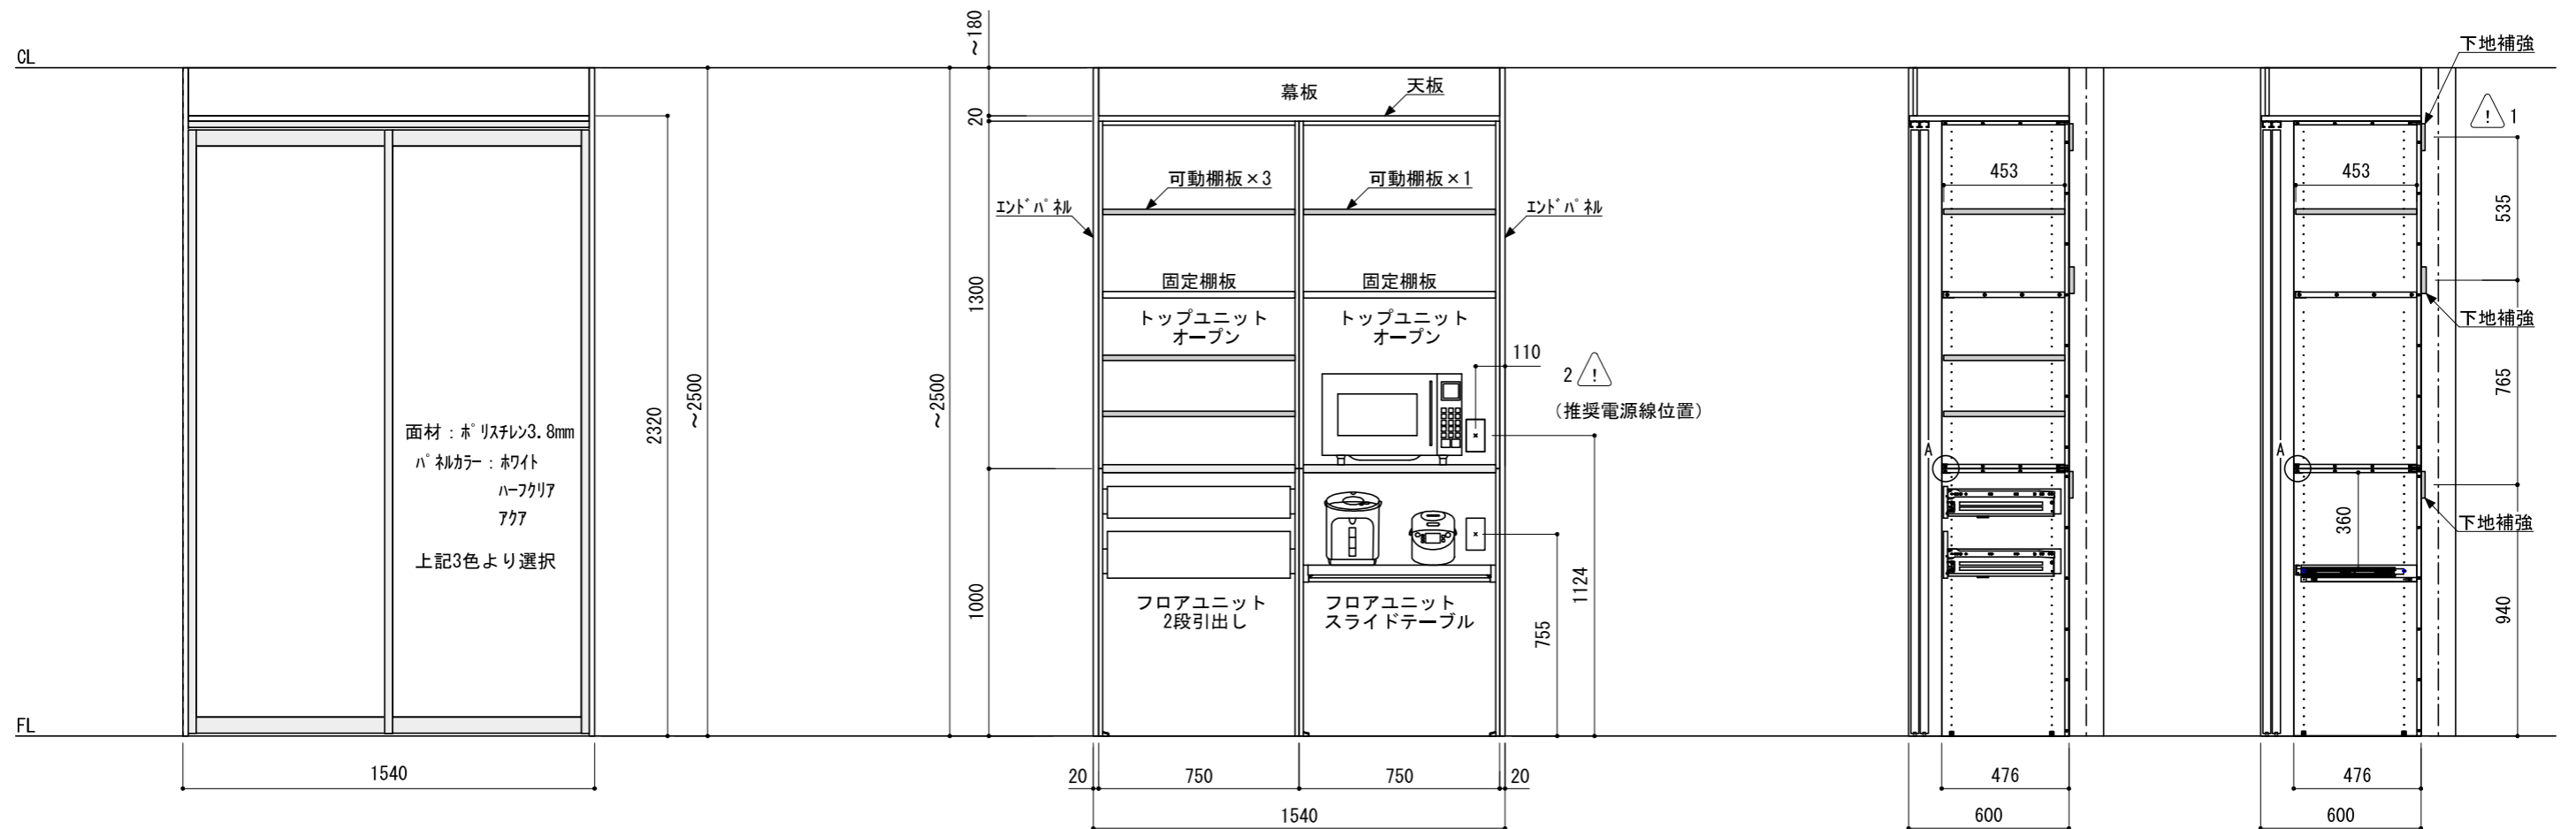 CL
FL
面材：ﾎﾟﾘｽﾁﾚﾝ3.8mm
ﾊﾟﾈﾙｶﾗｰ：ﾎﾜｲﾄ
ﾊｰﾌｸﾘｱ
ｱｸｱ
上記3色より選択
1540
2320
～2500
～2500
～180
20
1300
1000
幕板
天板
可動棚板×3
可動棚板×1
ｴﾝﾄﾞﾊﾟﾈﾙ
ｴﾝﾄﾞﾊﾟﾈﾙ
固定棚板
固定棚板
トップユニット
オープン
トップユニット
オープン
110
2 !
（推奨電源線位置）
フロアユニット
2段引出し
フロアユニット
スライドテーブル
755
1124
20
750
750
20
1540
453
A
476
600
453
A
360
476
600
下地補強
! 1
535
下地補強
765
下地補強
940